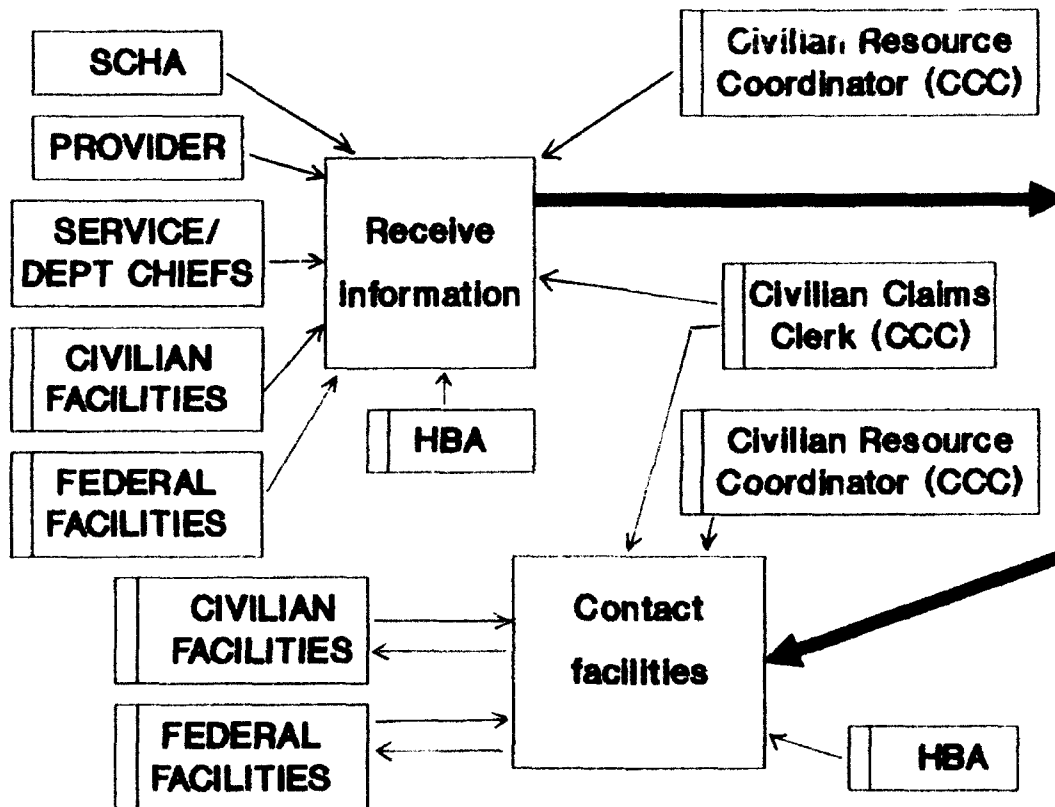 SCHA
Civilian Resource
Coordinator (CCC)
PROVIDER
Receive
information
SERVICE/
DEPT CHIEFS
Civilian Claims
Clerk (CCC)
CIVILIAN
FACILITIES
HBA
Civilian Resource
Coordinator (CCC)
FEDERAL
FACILITIES
CIVILIAN
FACILITIES
Contact
facilities
FEDERAL
FACILITIES
HBA